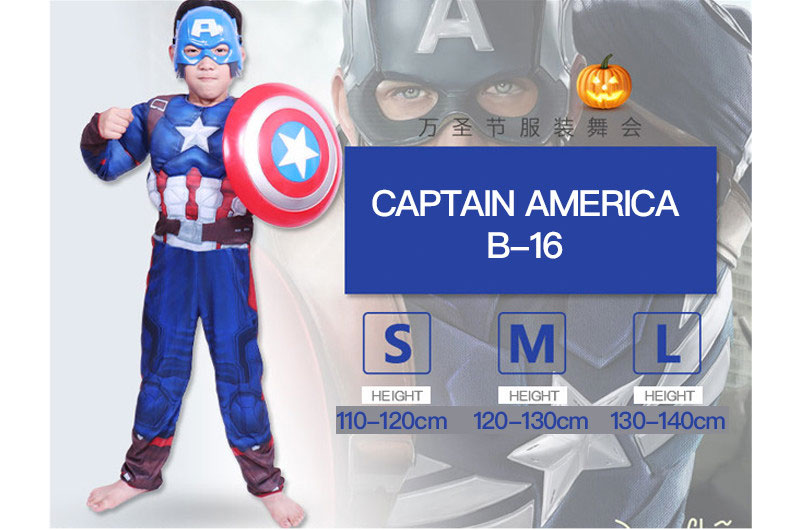 A
A
万圣节服装舞会
CAPTAIN AMERICA
B-16
S M L
HEIGHT HEIGHT HEIGHT
110-120cm 120-130cm 130-140cm